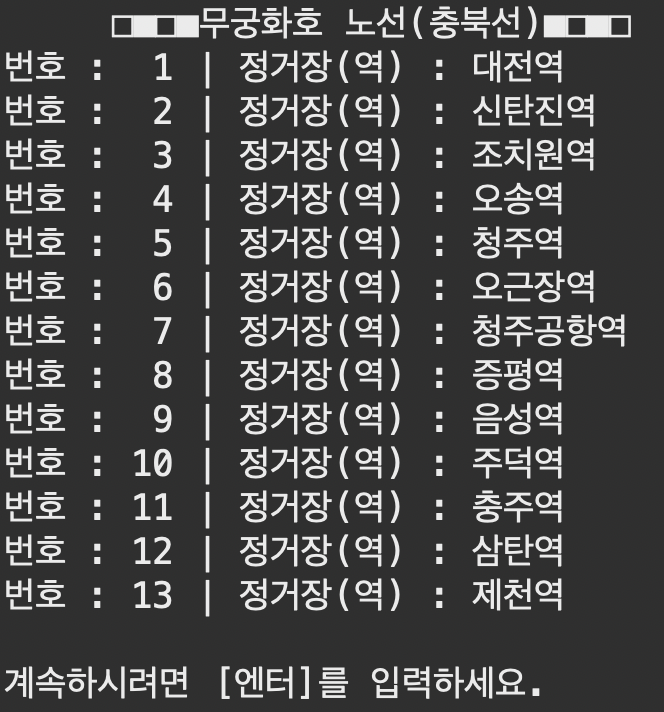 □■□■무궁화호 노선(충북선)■□■□
번호 :  1 | 정거장(역) : 대전역
번호 :  2 | 정거장(역) : 신탄진역
번호 :  3 | 정거장(역) : 조치원역
번호 :  4 | 정거장(역) : 오송역
번호 :  5 | 정거장(역) : 청주역
번호 :  6 | 정거장(역) : 오근장역
번호 :  7 | 정거장(역) : 청주공항역
번호 :  8 | 정거장(역) : 증평역
번호 :  9 | 정거장(역) : 음성역
번호 : 10 | 정거장(역) : 주덕역
번호 : 11 | 정거장(역) : 충주역
번호 : 12 | 정거장(역) : 삼탄역
번호 : 13 | 정거장(역) : 제천역
계속하시려면 [엔터]를 입력하세요.